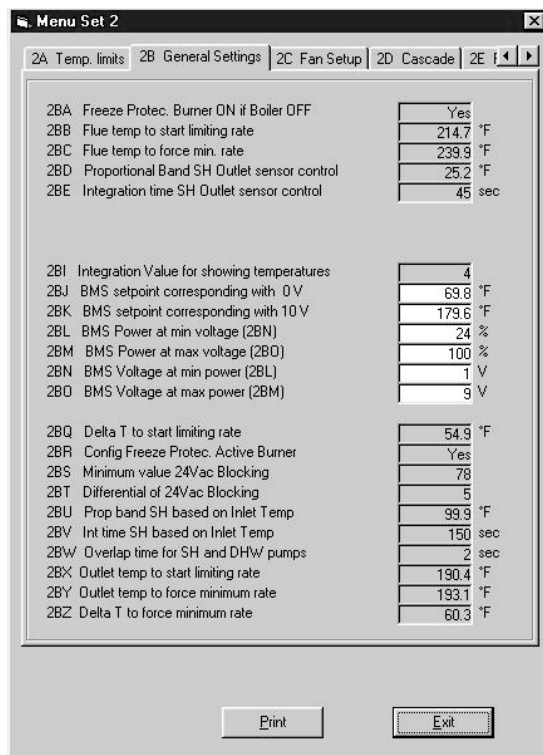 Menu Set 2
2A Temp. limits 2B General Settings 2C Fan Setup 2D Cascade 2E
2BA Freeze Protec. Burner ON if Boiler OFF Yes
2BB Flue temp to start limiting rate 214.7 °F
2BC Flue temp to force min. rate 239.9 °F
2BD Proportional Band SH Outlet sensor control 25.2 °F
2BE Integration time SH Outlet sensor control 45 sec
2BI Integration Value for showing temperatures 4
2BJ BMS setpoint corresponding with 0 V 69.8 °F
2BK BMS setpoint corresponding with 10 V 179.6 °F
2BL BMS Power at min voltage (2BN) 24 %
2BM BMS Power at max voltage (2BO) 100 %
2BN BMS Voltage at min power (2BL) 1 V
2BO BMS Voltage at max power (2BM) 9 V
2BQ Delta T to start limiting rate 54.9 °F
2BR Config Freeze Protec. Active Burner Yes
2BS Minimum value 24Vac Blocking 78
2BT Differential of 24Vac Blocking 5
2BU Prop band SH based on Inlet Temp 99.9 °F
2BV Int time SH based on Inlet Temp 150 sec
2BW Overlap time for SH and DHW pumps 2 sec
2BX Outlet temp to start limiting rate 190.4 °F
2BY Outlet temp to force minimum rate 193.1 °F
2BZ Delta T to force minimum rate 60.3 °F
Print Exit